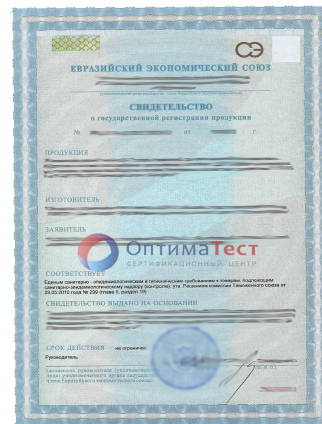 СЭ
ЕВРАЗИЙСКИЙ ЭКОНОМИЧЕСКИЙ СОЮЗ
СВИДЕТЕЛЬСТВО
о государственной регистрации продукции
№ от г.
ПРОДУКЦИЯ
ИЗГОТОВИТЕЛЬ
ЗАЯВИТЕЛЬ
ОптимаТест
СЕРТИФИКАЦИОННЫЙ ЦЕНТР
СООТВЕТСТВУЕТ
Единым санитарно - эпидемиологическим и гигиеническим требованиям к товарам, подлежащим
санитарно-эпидемиологическому надзору (контролю), утв. Решением комиссии Таможенного союза от
28.05.2010 года № 299 (глава II, раздел 19)
СВИДЕТЕЛЬСТВО ВЫДАНО НА ОСНОВАНИИ
СРОК ДЕЙСТВИЯ не ограничен
Руководитель